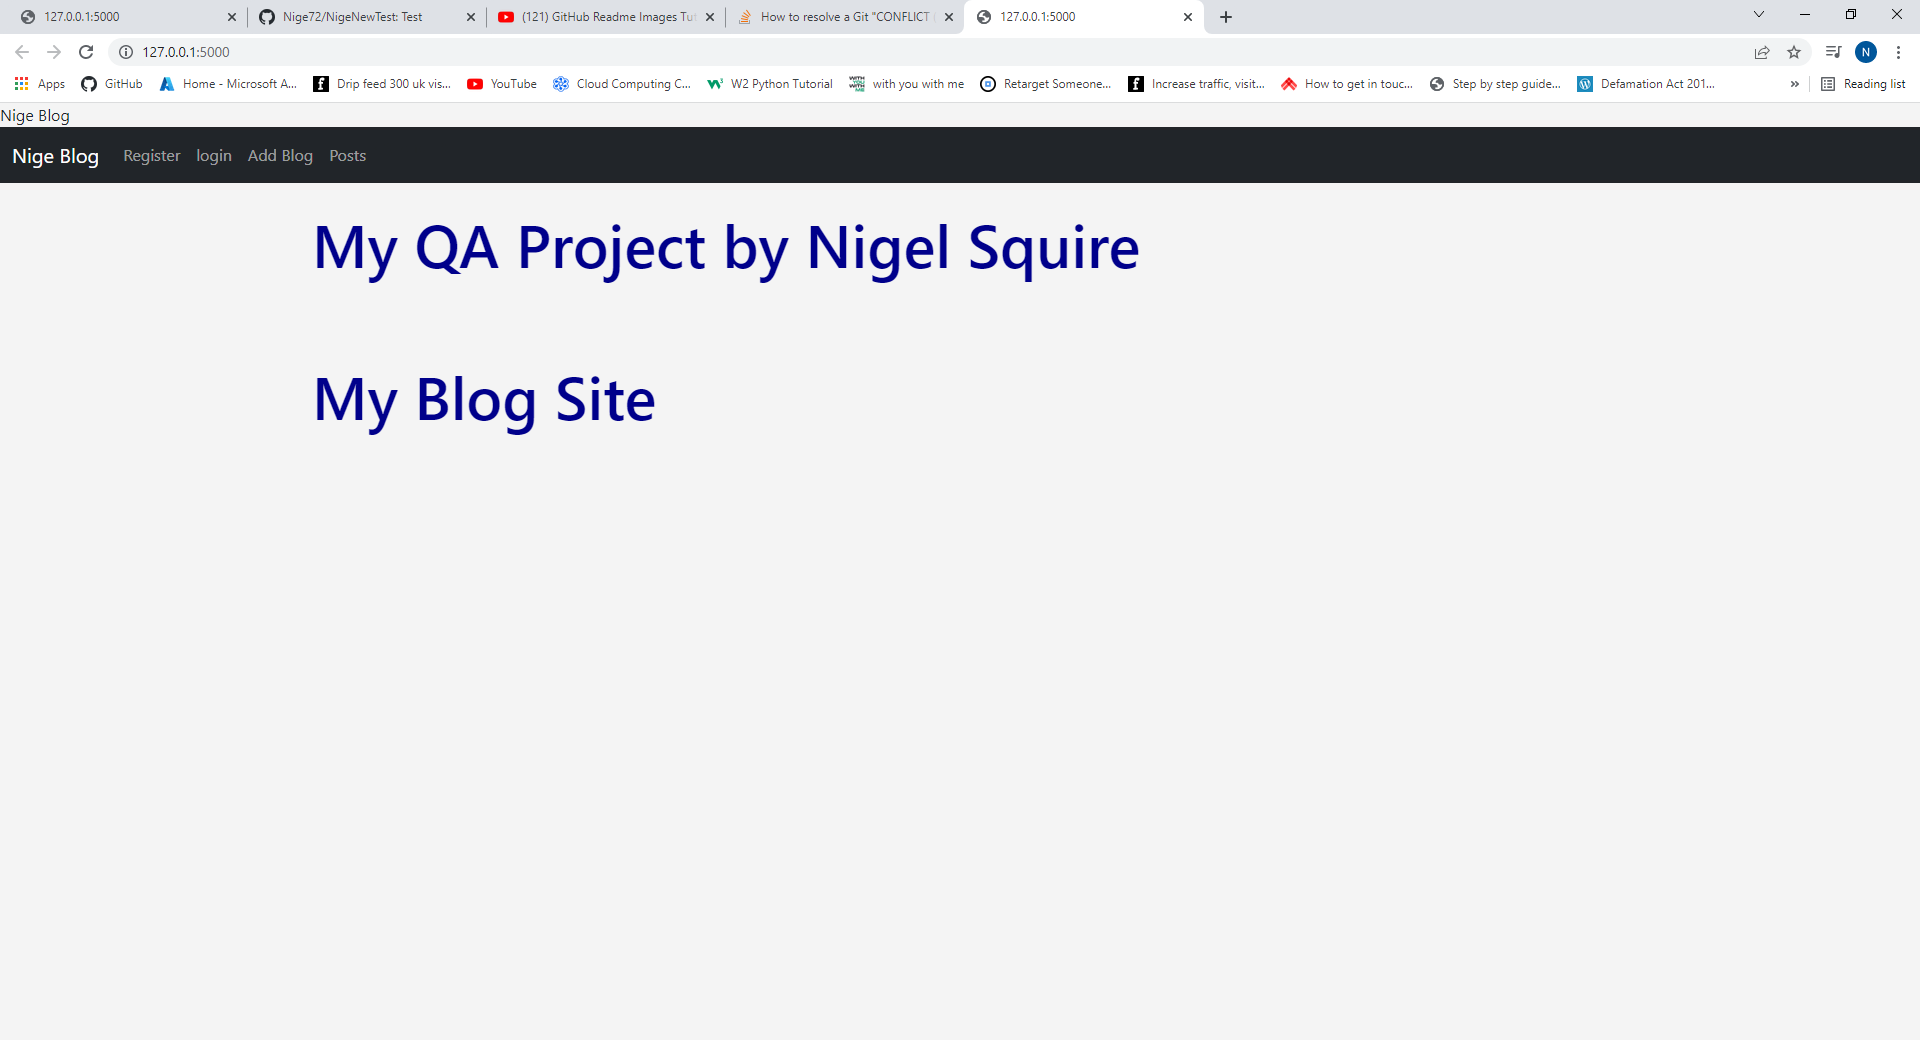 127.0.0.1:5000
Nige72/NigeNewTest: Test
(121) GitHub Readme Images Tut
How to resolve a Git "CONFLICT
127.0.0.1:5000
127.0.0.1:5000
N
Apps
GitHub
Home - Microsoft A...
Drip feed 300 uk vis...
YouTube
Cloud Computing C...
W2 Python Tutorial
with you with me
Retarget Someone...
Increase traffic, visit...
How to get in touc...
Step by step guide...
Defamation Act 201...
»
Reading list
Nige Blog
Nige Blog Register login Add Blog Posts
My QA Project by Nigel Squire
My Blog Site